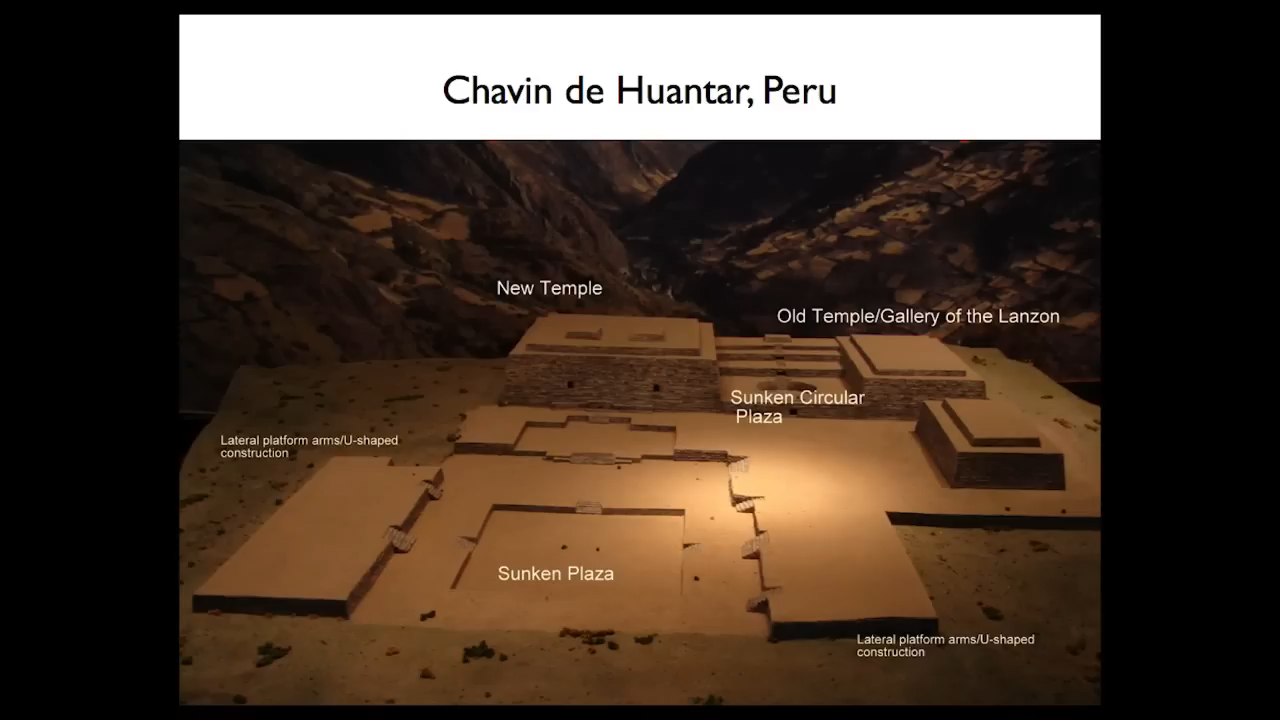 Chavin de Huantar, Peru
New Temple
Old Temple/Gallery of the Lanzon
Sunken Circular
Plaza
Lateral platform arms/U-shaped
construction
Sunken Plaza
Lateral platform arms/U-shaped
construction